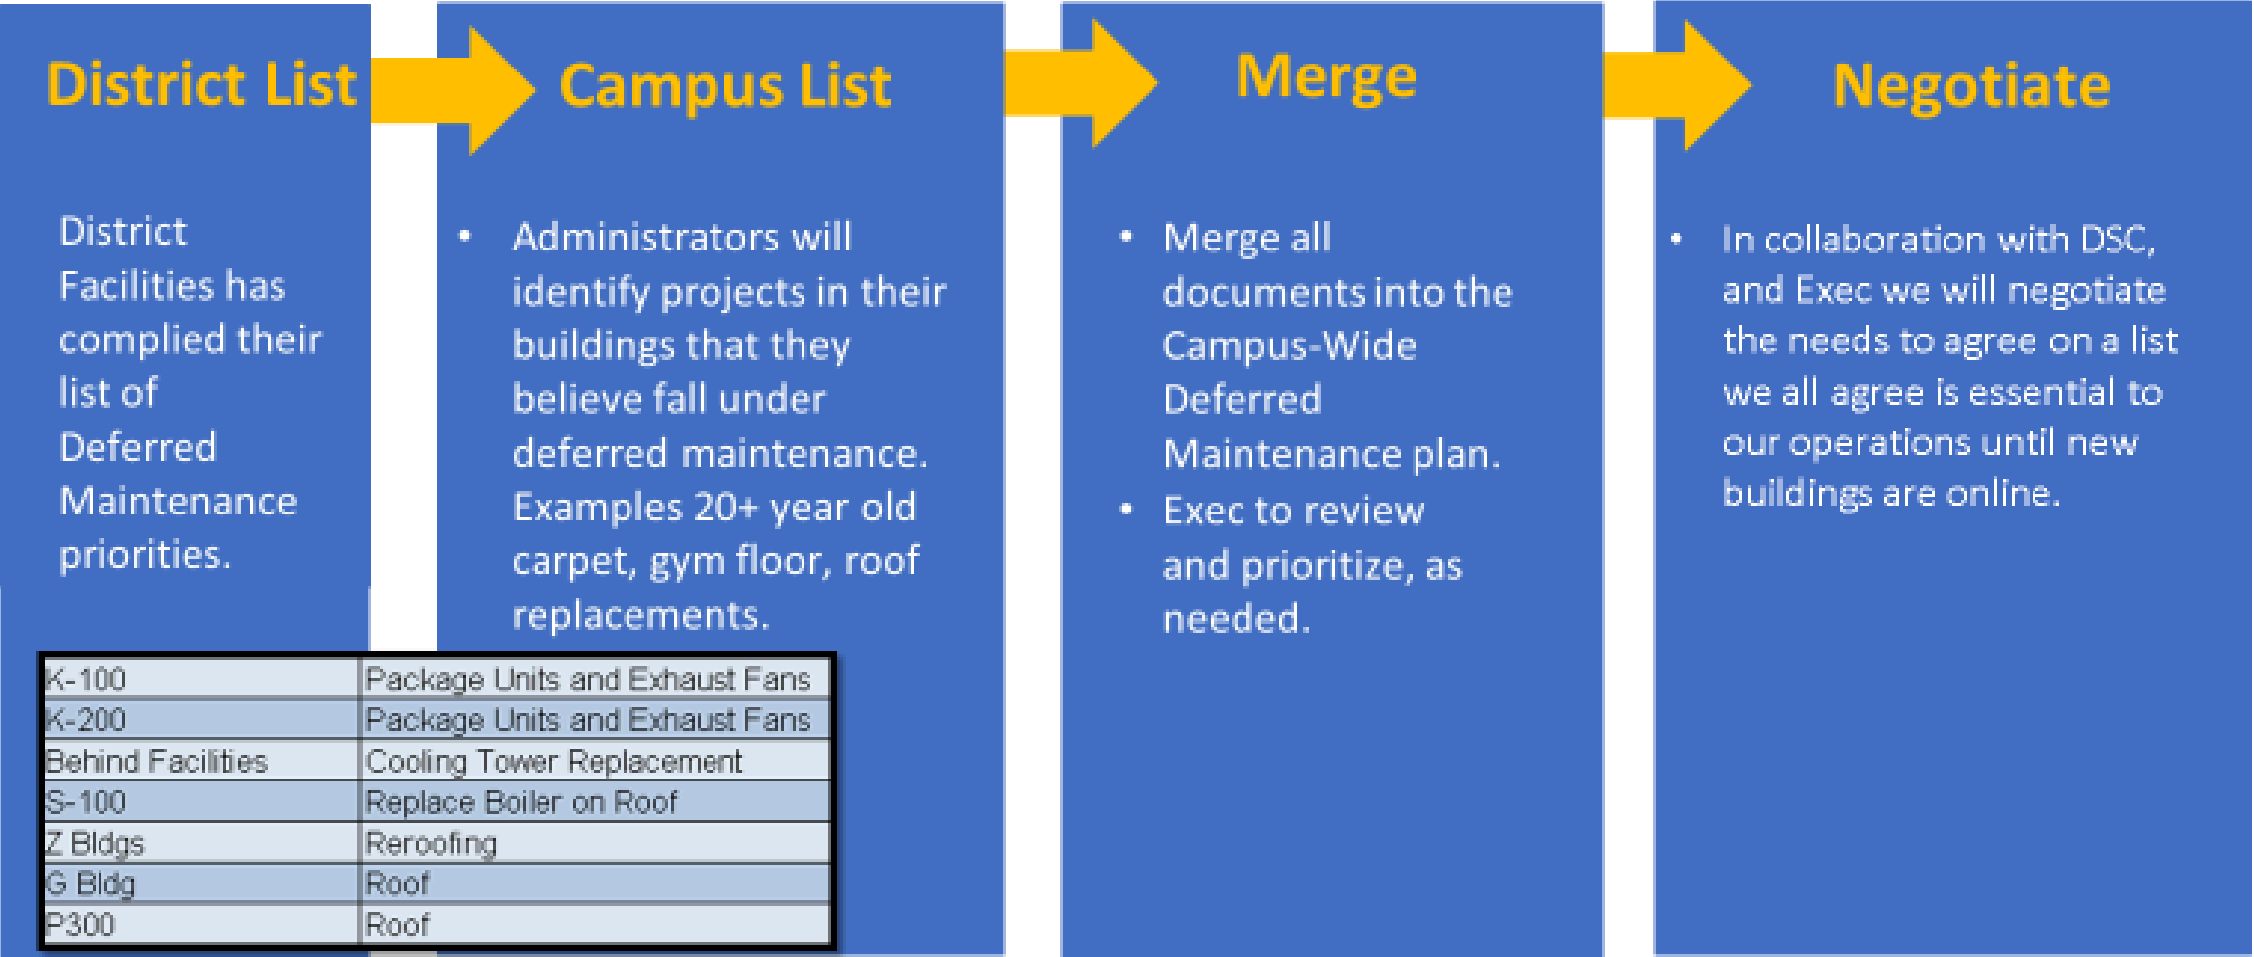 District List
District
Facilities has
complied their
list of
Deferred
Maintenance
priorities.
Campus List
• Administrators will
identify projects in their
buildings that they
believe fall under
deferred maintenance.
Examples 20+ year old
carpet, gym floor, roof
replacements.
K-100 Package Units and Exhaust Fans
K-200 Package Units and Exhaust Fans
Behind Facilities Cooling Tower Replacement
S-100 Replace Boiler on Roof
Z Bldgs Reroofing
G Bldg Roof
P300 Roof
Merge
• Merge all
documents into the
Campus-Wide
Deferred
Maintenance plan.
• Exec to review
and prioritize, as
needed.
Negotiate
• In collaboration with DSC,
and Exec we will negotiate
the needs to agree on a list
we all agree is essential to
our operations until new
buildings are online.